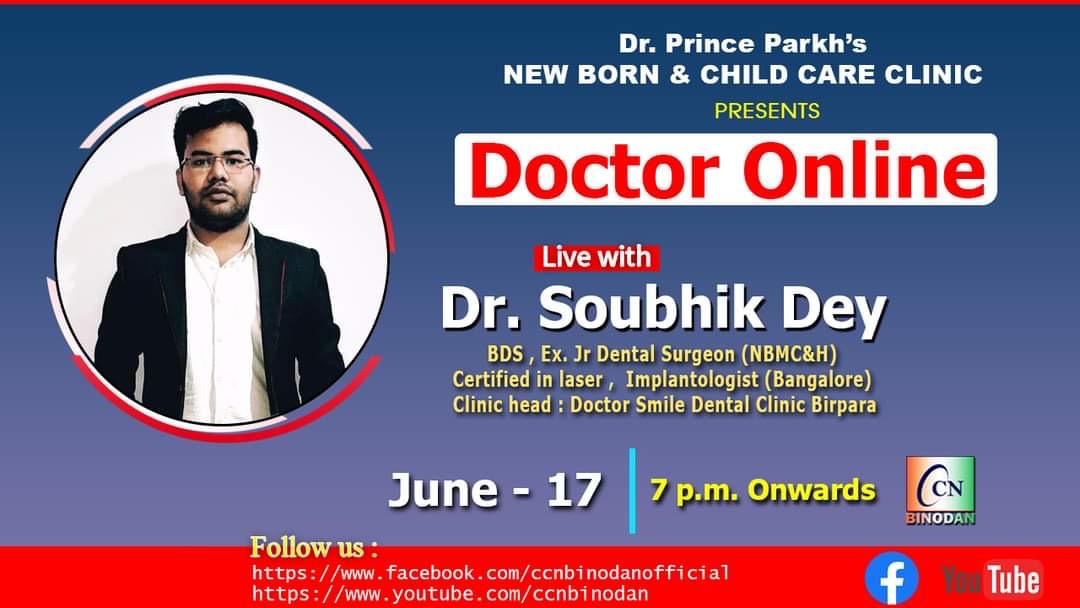 Dr. Prince Parkh's
NEW BORN & CHILD CARE CLINIC
PRESENTS
Doctor Online
Live with
Dr. Soubhik Dey
BDS , Ex. Jr Dental Surgeon (NBMC&H)
Certified in laser , Implantologist (Bangalore)
Clinic head : Doctor Smile Dental Clinic Birpara
June - 17
7 p.m. Onwards
CCN
BINODAN
Follow us :
https://www.facebook.com/ccnbinodanofficial
https://www.youtube.com/ccnbinodan
f
YouTube